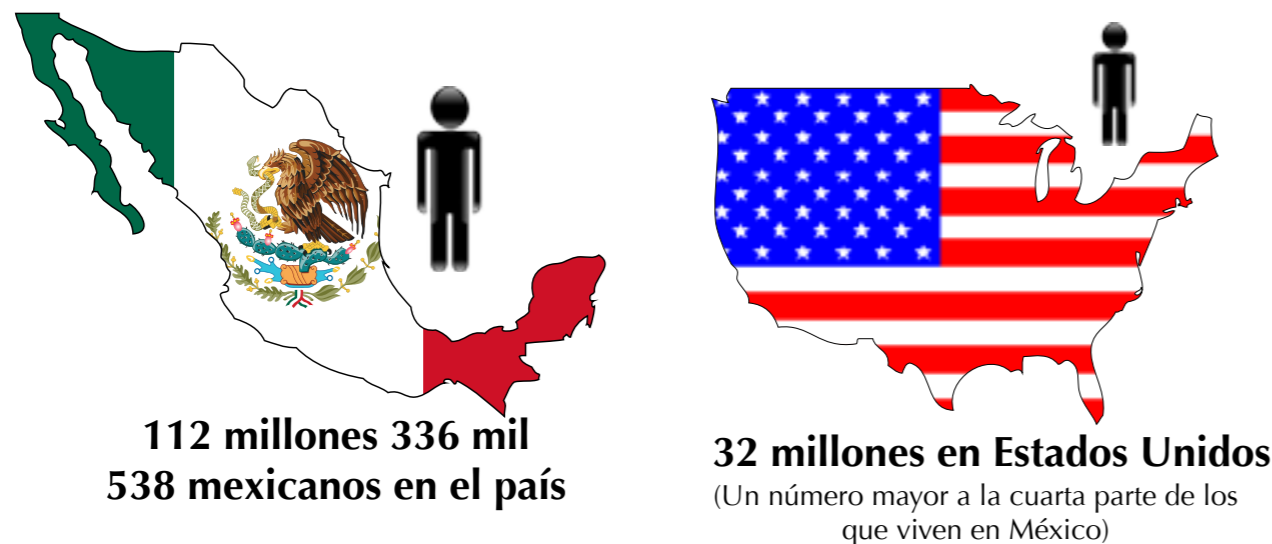 112 millones 336 mil
538 mexicanos en el país
32 millones en Estados Unidos
(Un número mayor a la cuarta parte de los
que viven en México)